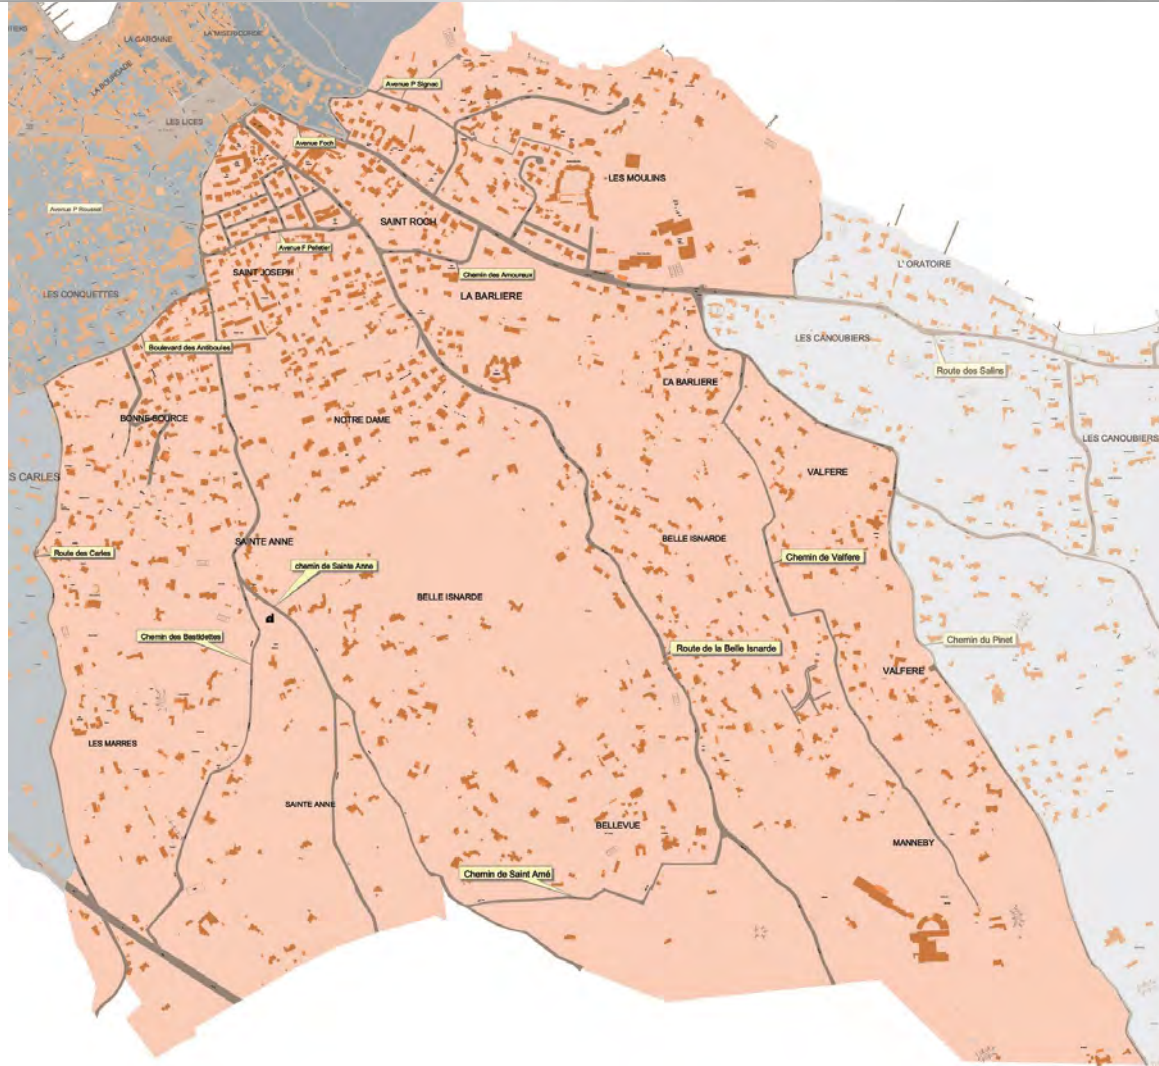 LA GARONNE
LA MISERICORDE
LA BOURGADE
Avenue P Signac
LES LICES
Avenue Foch
LES MOULINS
Avenue P Roussel
SAINT ROCH
Avenue F Pelletier
L' ORATOIRE
SAINT JOSEPH
Chemin des Amoureux
LES CONQUETTES
LA BARLIERE
LES CANOUBIERS
Boulevard des Antiboules
Route des Salins
LA BARLIERE
BONNE SOURCE
NOTRE DAME
LES CANOUBIERS
S CARLES
VALFERE
SAINTE ANNE
BELLE ISNARDE
Route des Carles
chemin de Sainte Anne
Chemin de Valfere
BELLE ISNARDE
Chemin des Bastidettes
Chemin du Pinet
Route de la Belle Isnarde
VALFERE
LES MARRES
SAINTE ANNE
BELLEVUE
MANNEBY
Chemin de Saint Amé